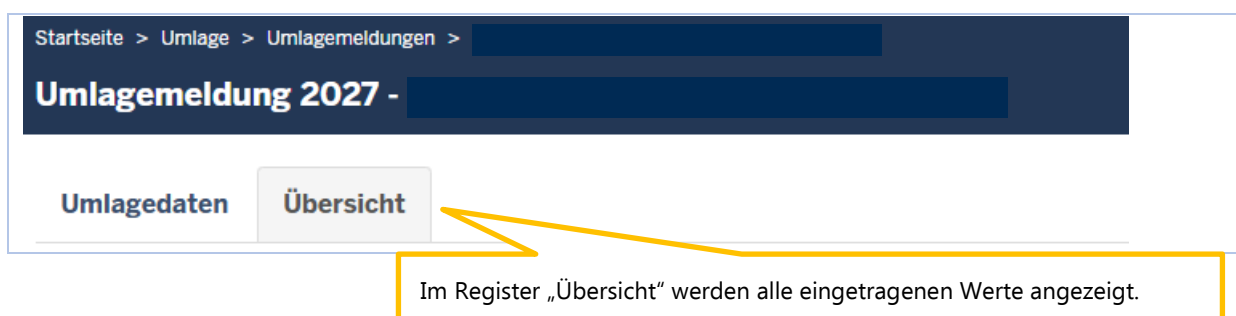 Startseite > Umlage > Umlagemeldungen >
Umlagemeldung 2027 -
Umlagedaten Übersicht
Im Register „Übersicht“ werden alle eingetragenen Werte angezeigt.